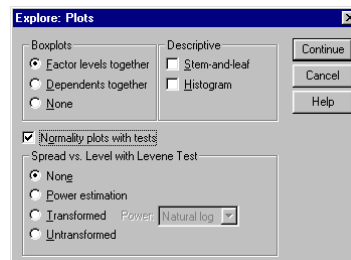 Explore: Plots
Boxplots
Factor levels together
Dependents together
None
Descriptive
Stem-and-leaf
Histogram
Continue
Cancel
Help
Normality plots with tests
Spread vs. Level with Levene Test
None
Power estimation
Transformed Power: Natural log
Untransformed